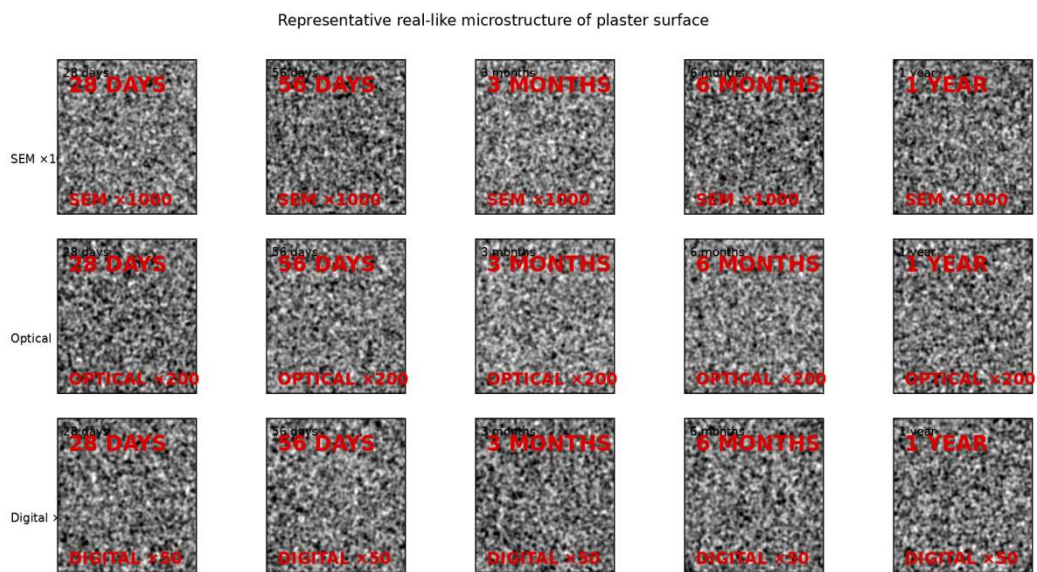 Representative real-like microstructure of plaster surface
28 days 56 days 3 months 6 months 1 year
28 DAYS 56 DAYS 3 MONTHS 6 MONTHS 1 YEAR
SEM ×1
SEM ×1000 SEM ×1000 SEM ×1000 SEM ×1000 SEM ×1000
28 days 56 days 3 months 6 months 1 year
28 DAYS 56 DAYS 3 MONTHS 6 MONTHS 1 YEAR
Optical
OPTICAL ×200 OPTICAL ×200 OPTICAL ×200 OPTICAL ×200 OPTICAL ×200
28 days 56 days 3 months 6 months 1 year
28 DAYS 56 DAYS 3 MONTHS 6 MONTHS 1 YEAR
Digital ×
DIGITAL ×50 DIGITAL ×50 DIGITAL ×50 DIGITAL ×50 DIGITAL ×50